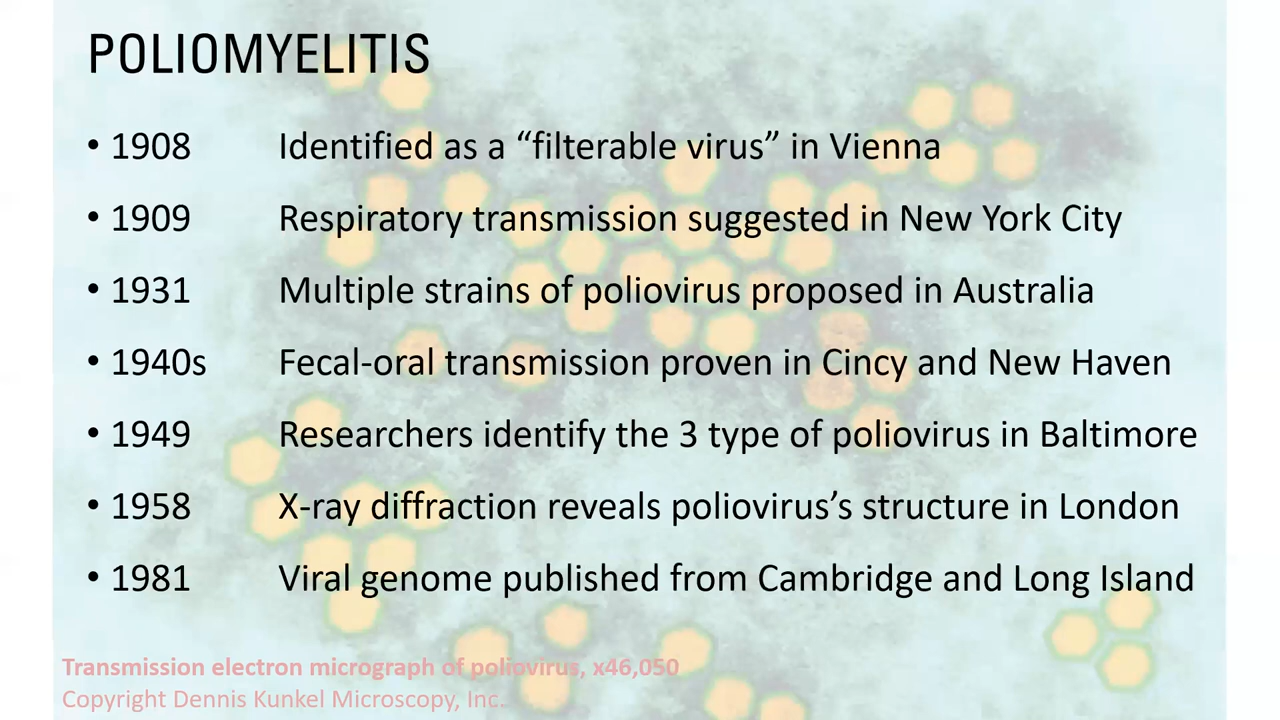 POLIOMYELITIS
• 1908 Identified as a “filterable virus” in Vienna
• 1909 Respiratory transmission suggested in New York City
• 1931 Multiple strains of poliovirus proposed in Australia
• 1940s Fecal-oral transmission proven in Cincy and New Haven
• 1949 Researchers identify the 3 type of poliovirus in Baltimore
• 1958 X-ray diffraction reveals poliovirus’s structure in London
• 1981 Viral genome published from Cambridge and Long Island
Transmission electron micrograph of poliovirus, x46,050
Copyright Dennis Kunkel Microscopy, Inc.